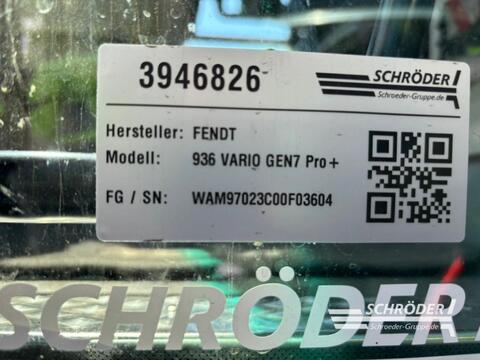 3946826
SCHRÖDER
Schroeder-Gruppe.de
Hersteller: FENDT
Modell: 936 VARIO GEN7 Pro+
FG / SN: WAM97023C00F03604
SCHRÖDER
SCHRÖDER
Schroeder-Gruppe.de